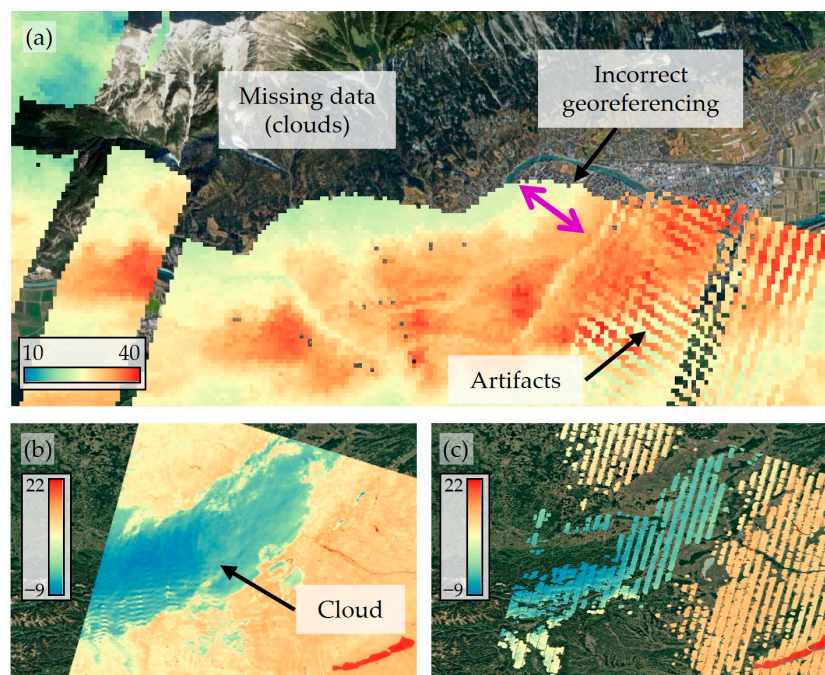 (a)
Missing data
(clouds)
Incorrect
georeferencing
10 40
Artifacts
(b)
22
−9
Cloud
(c)
22
−9